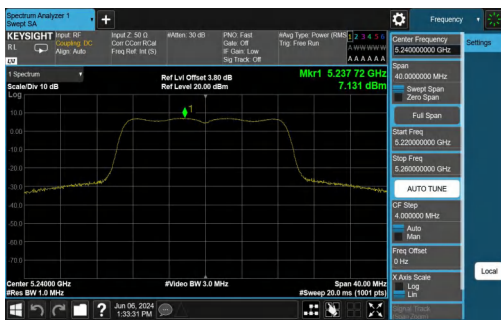 Spectrum Analyzer 1
Swept SA
Frequency
KEYSIGHT
Input: RF
Coupling: DC
Align: Auto
Input Z: 50 Ω
Corr CCorr RCal
Freq Ref: Int (S)
#Atten: 30 dB
PNO: Fast
Gate: Off
IF Gain: Low
Sig Track: Off
#Avg Type: Power (RMS
Trig: Free Run
1 2 3 4 5 6
A W W W W W
A A A A A A
RL
LV
1 Spectrum
Scale/Div 10 dB
Log
Ref Lvl Offset 3.80 dB
Ref Level 20.00 dBm
Mkr1 5.237 72 GHz
7.131 dBm
1
10.0
0.00
-10.0
-20.0
-30.0
-40.0
-50.0
-60.0
-70.0
Center 5.24000 GHz
#Res BW 1.0 MHz
#Video BW 3.0 MHz
Span 40.00 MHz
#Sweep 20.0 ms (1001 pts)
Center Frequency
5.240000000 GHz
Span
40.0000000 MHz
Swept Span
Zero Span
Full Span
Start Freq
5.220000000 GHz
Stop Freq
5.260000000 GHz
AUTO TUNE
CF Step
4.000000 MHz
Auto
Man
Freq Offset
0 Hz
X Axis Scale
Log
Lin
Signal Track
Settings
Local
Jun 06, 2024
1:33:31 PM